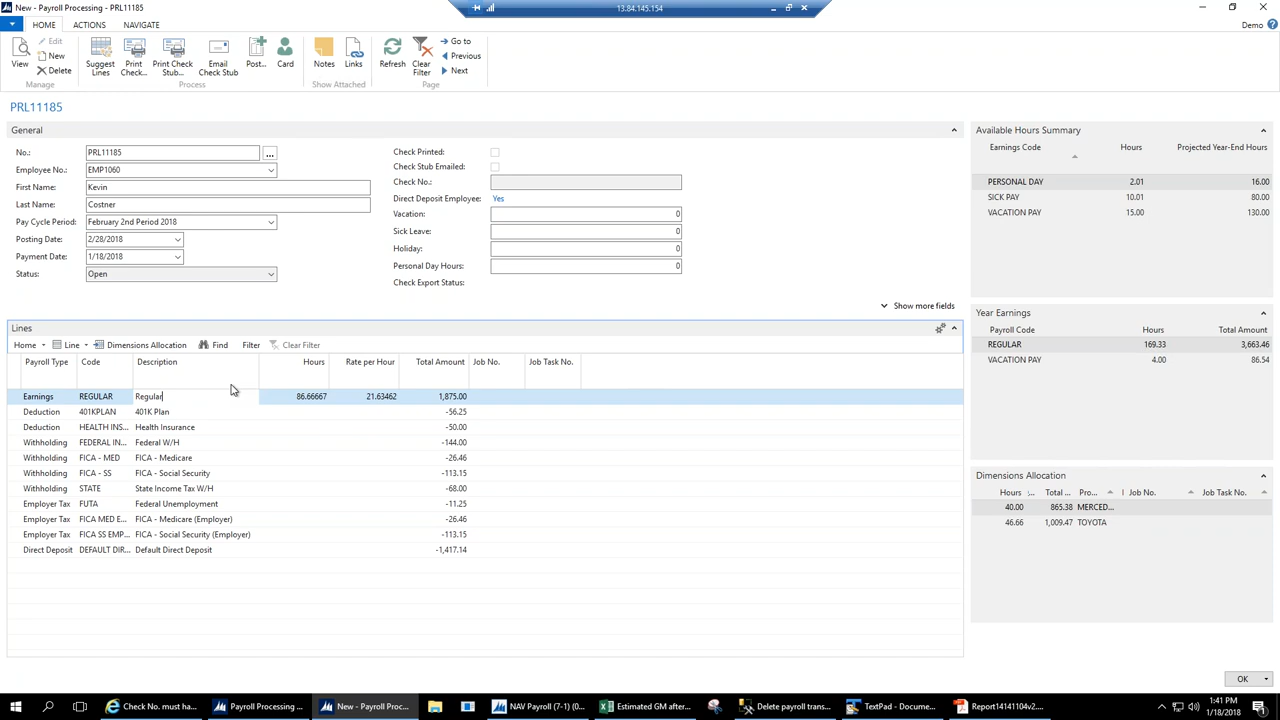 New - Payroll Processing - PRL11185
13.84.145.154
HOME ACTIONS NAVIGATE
Demo
View
Edit
New
Delete
Manage
Suggest Lines
Print Check...
Print Check Stub...
Email Check Stub
Post...
Card
Process
Notes
Links
Show Attached
Refresh
Clear Filter
Go to
Previous
Next
Page
PRL11185
General
No.: PRL11185
Employee No.: EMP1060
First Name: Kevin
Last Name: Costner
Pay Cycle Period: February 2nd Period 2018
Posting Date: 2/28/2018
Payment Date: 1/18/2018
Status: Open
Check Printed:
Check Stub Emailed:
Check No.:
Direct Deposit Employee: Yes
Vacation: 0
Sick Leave: 0
Holiday: 0
Personal Day Hours: 0
Check Export Status:
Show more fields
Lines
Home Line Dimensions Allocation Find Filter Clear Filter
Payroll Type Code Description Hours Rate per Hour Total Amount Job No. Job Task No.
Earnings REGULAR Regular 86.66667 21.63462 1,875.00
Deduction 401KPLAN 401K Plan -56.25
Deduction HEALTH INS... Health Insurance -50.00
Withholding FEDERAL IN... Federal W/H -144.00
Withholding FICA - MED FICA - Medicare -26.46
Withholding FICA - SS FICA - Social Security -113.15
Withholding STATE State Income Tax W/H -68.00
Employer Tax FUTA Federal Unemployment -11.25
Employer Tax FICA MED E... FICA - Medicare (Employer) -26.46
Employer Tax FICA SS EMP... FICA - Social Security (Employer) -113.15
Direct Deposit DEFAULT DIR... Default Direct Deposit -1,417.14
Available Hours Summary
Earnings Code Hours Projected Year-End Hours
PERSONAL DAY 2.01 16.00
SICK PAY 10.01 80.00
VACATION PAY 15.00 130.00
Year Earnings
Payroll Code Hours Total Amount
REGULAR 169.33 3,663.46
VACATION PAY 4.00 86.54
Dimensions Allocation
Hours ... Total ... Pro... Job No. Job Task No.
40.00 865.38 MERCED...
46.66 1,009.47 TOYOTA
OK
Check No. must ha...
Payroll Processing ...
New - Payroll Proc...
NAV Payroll (7-1) (0...
Estimated GM after...
Delete payroll trans...
TextPad - Docume...
Report14141104v2....
1:41 PM
1/18/2018